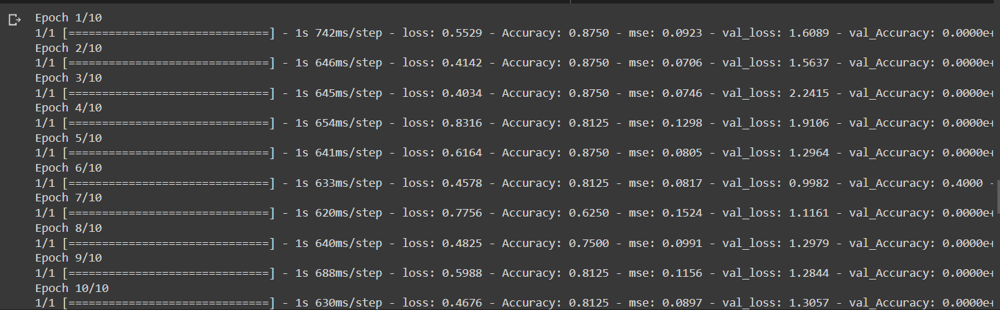 Epoch 1/10
1/1 [==============================] - 1s 742ms/step - loss: 0.5529 - Accuracy: 0.8750 - mse: 0.0923 - val_loss: 1.6089 - val_Accuracy: 0.0000e+
Epoch 2/10
1/1 [==============================] - 1s 646ms/step - loss: 0.4142 - Accuracy: 0.8750 - mse: 0.0706 - val_loss: 1.5637 - val_Accuracy: 0.0000e+
Epoch 3/10
1/1 [==============================] - 1s 645ms/step - loss: 0.4034 - Accuracy: 0.8750 - mse: 0.0746 - val_loss: 2.2415 - val_Accuracy: 0.0000e+
Epoch 4/10
1/1 [==============================] - 1s 654ms/step - loss: 0.8316 - Accuracy: 0.8125 - mse: 0.1298 - val_loss: 1.9106 - val_Accuracy: 0.0000e+
Epoch 5/10
1/1 [==============================] - 1s 641ms/step - loss: 0.6164 - Accuracy: 0.8750 - mse: 0.0805 - val_loss: 1.2964 - val_Accuracy: 0.0000e+
Epoch 6/10
1/1 [==============================] - 1s 633ms/step - loss: 0.4578 - Accuracy: 0.8125 - mse: 0.0817 - val_loss: 0.9982 - val_Accuracy: 0.4000 -
Epoch 7/10
1/1 [==============================] - 1s 620ms/step - loss: 0.7756 - Accuracy: 0.6250 - mse: 0.1524 - val_loss: 1.1161 - val_Accuracy: 0.0000e+
Epoch 8/10
1/1 [==============================] - 1s 640ms/step - loss: 0.4825 - Accuracy: 0.7500 - mse: 0.0991 - val_loss: 1.2979 - val_Accuracy: 0.0000e+
Epoch 9/10
1/1 [==============================] - 1s 688ms/step - loss: 0.5988 - Accuracy: 0.8125 - mse: 0.1156 - val_loss: 1.2844 - val_Accuracy: 0.0000e+
Epoch 10/10
1/1 [==============================] - 1s 630ms/step - loss: 0.4676 - Accuracy: 0.8125 - mse: 0.0897 - val_loss: 1.3057 - val_Accuracy: 0.0000e+